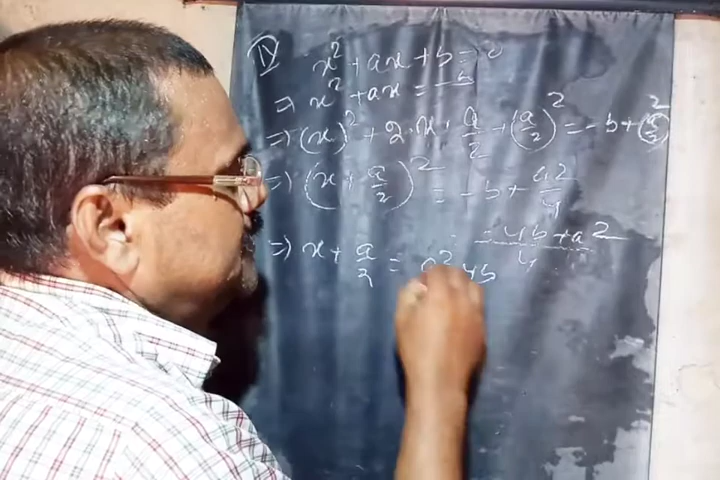 (IV) x² + ax + b = 0
=> x² + ax = -b
=> (x)² + 2·x·a/2 + (a/2)² = -b + (a/2)²
=> (x + a/2)² = -b + a²/4
= -4b + a²/4
=> x + a/2 = a² 4b